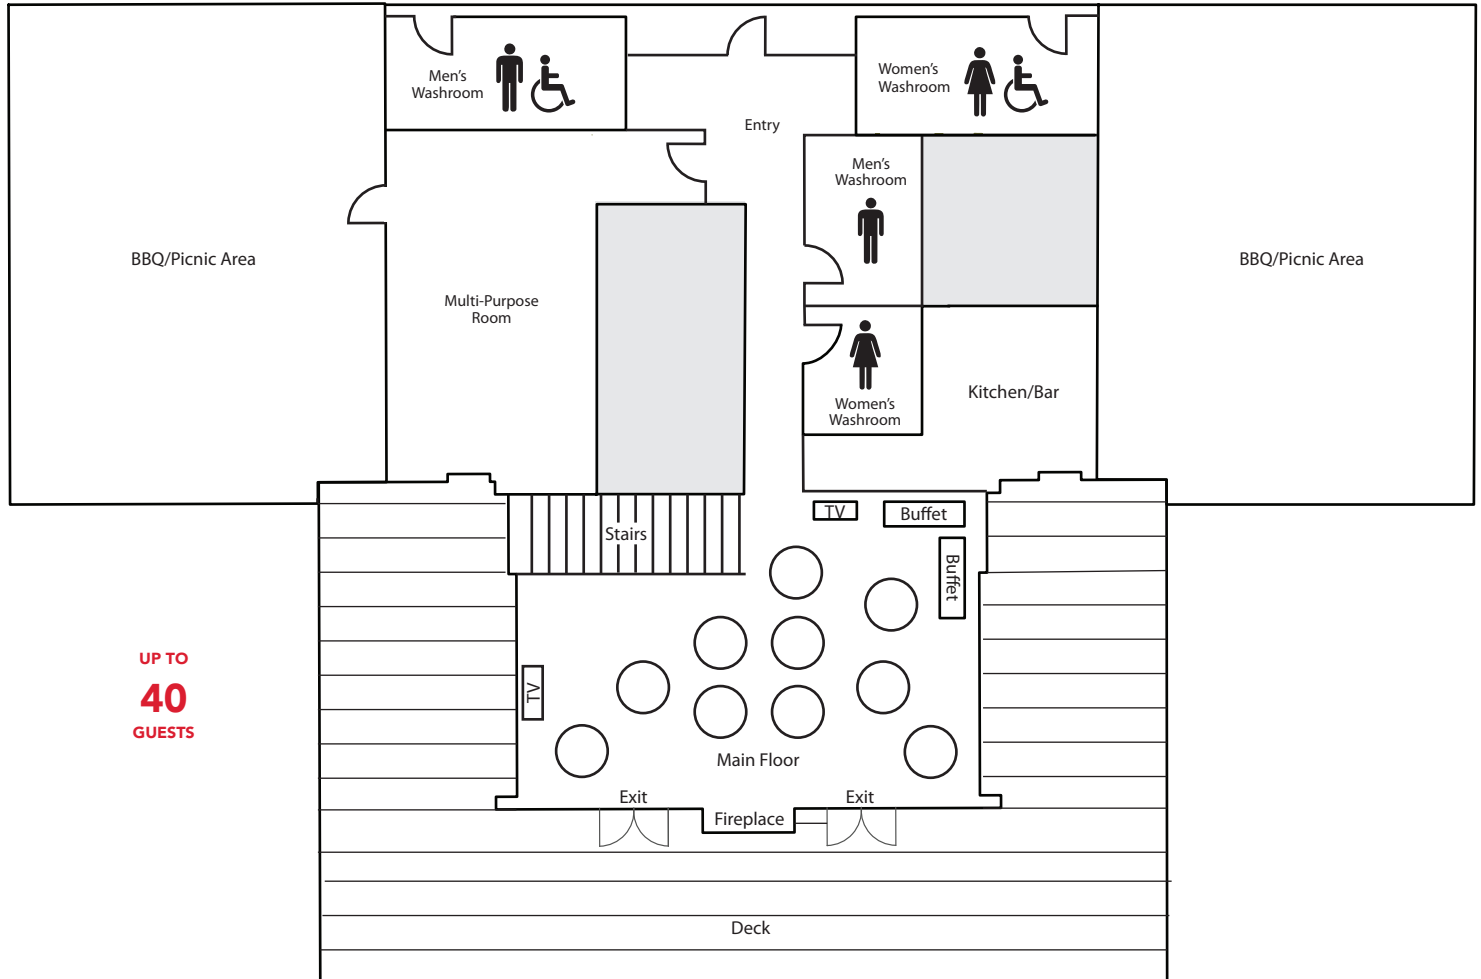 Men's
Washroom
Women's
Washroom
Entry
Men's
Washroom
BBQ/Picnic Area
BBQ/Picnic Area
Multi-Purpose
Room
Kitchen/Bar
Women's
Washroom
TV
Buffet
Stairs
Buffet
UP TO
40
GUESTS
TV
Main Floor
Exit
Exit
Fireplace
Deck